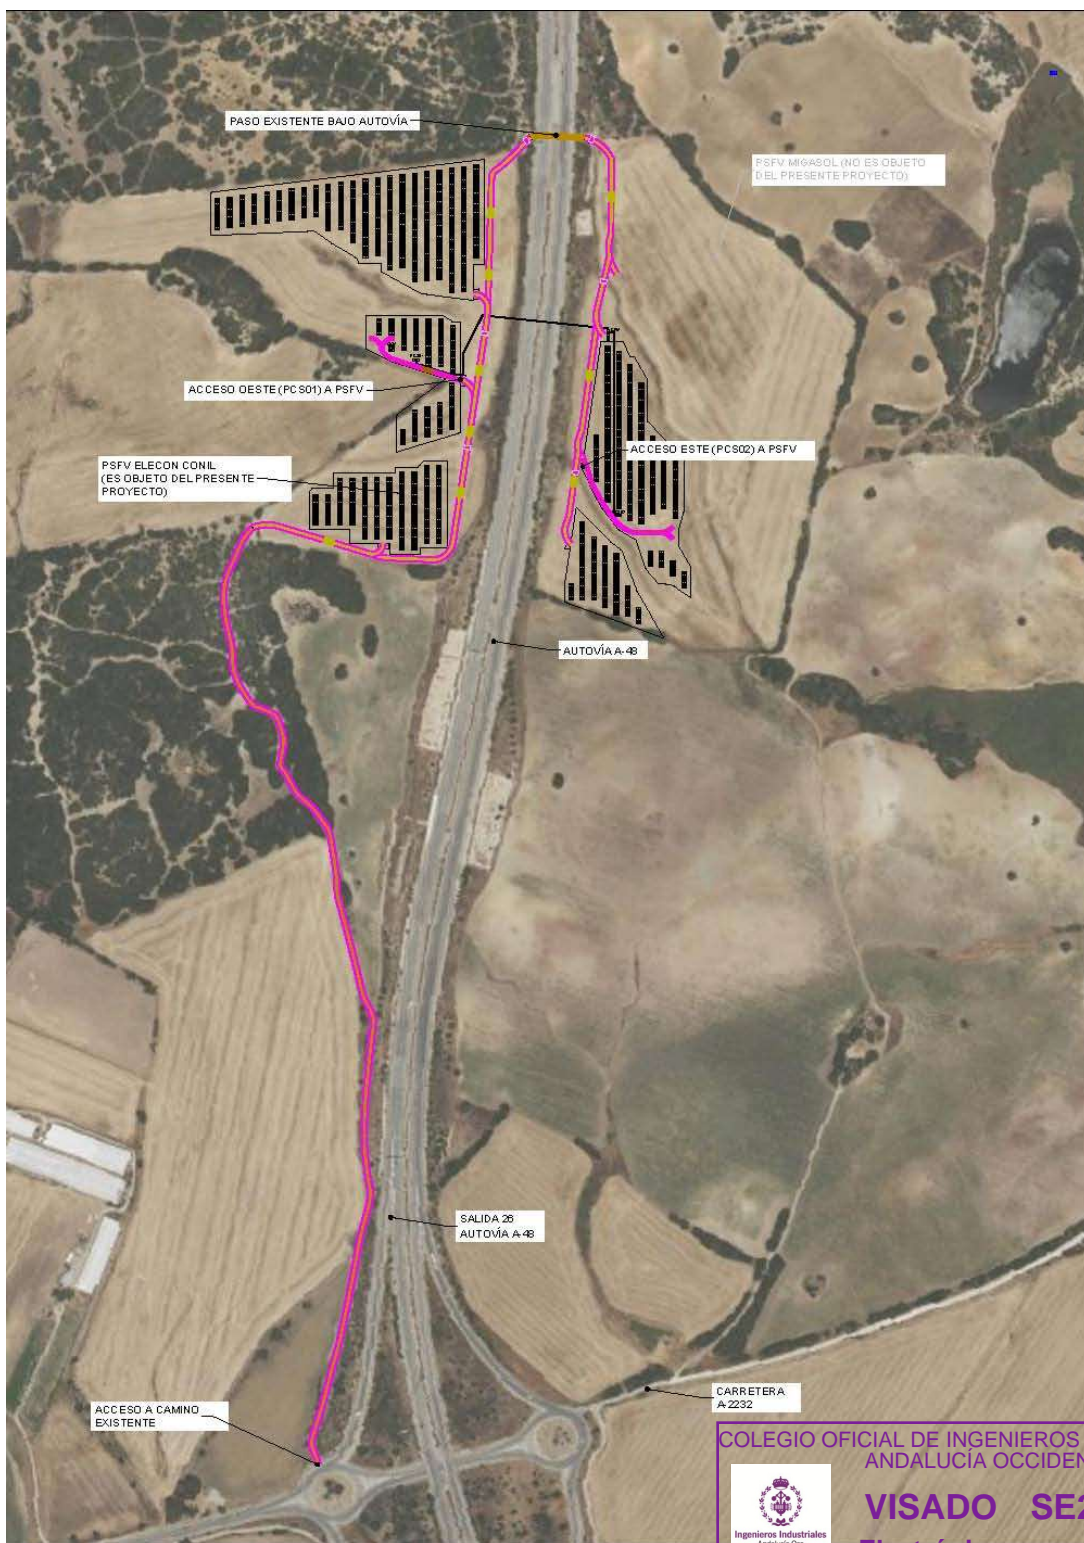 PASO EXISTENTE BAJO AUTOVÍA
PSFV MIGASOL (NO ES OBJETO
DEL PRESENTE PROYECTO)
ACCESO OESTE (PCS01) A PSFV
ACCESO ESTE (PCS02) A PSFV
PSFV ELECON CONIL
(ES OBJETO DEL PRESENTE
PROYECTO)
AUTOVÍA A-48
SALIDA 26
AUTOVÍA A-48
CARRETERA
A-2232
ACCESO A CAMINO
EXISTENTE
COLEGIO OFICIAL DE INGENIEROS
ANDALUCÍA OCCIDEN
VISADO SE2
Ingenieros Industriales